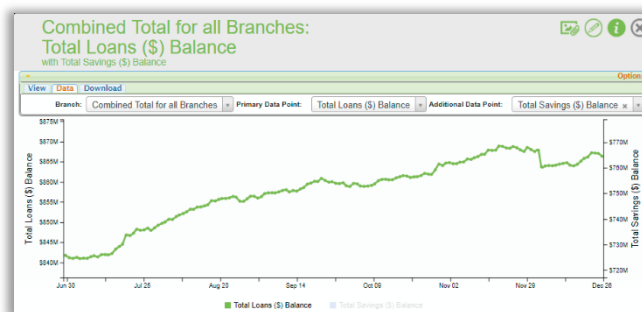 Combined Total for all Branches:
Total Loans ($) Balance
with Total Savings ($) Balance
Option
View Data Download
Branch: Combined Total for all Branches Primary Data Point: Total Loans ($) Balance Additional Data Point: Total Savings ($) Balance ×
$875M
$870M
$865M
$860M
$855M
$850M
$845M
$840M
Total Loans ($) Balance
$770M
$760M
$750M
$740M
$730M
$720M
Total Savings ($) Balance
Jun 30 Jul 25 Aug 20 Sep 14 Oct 08 Nov 02 Nov 28 Dec 28
Total Loans ($) Balance Total Savings ($) Balance